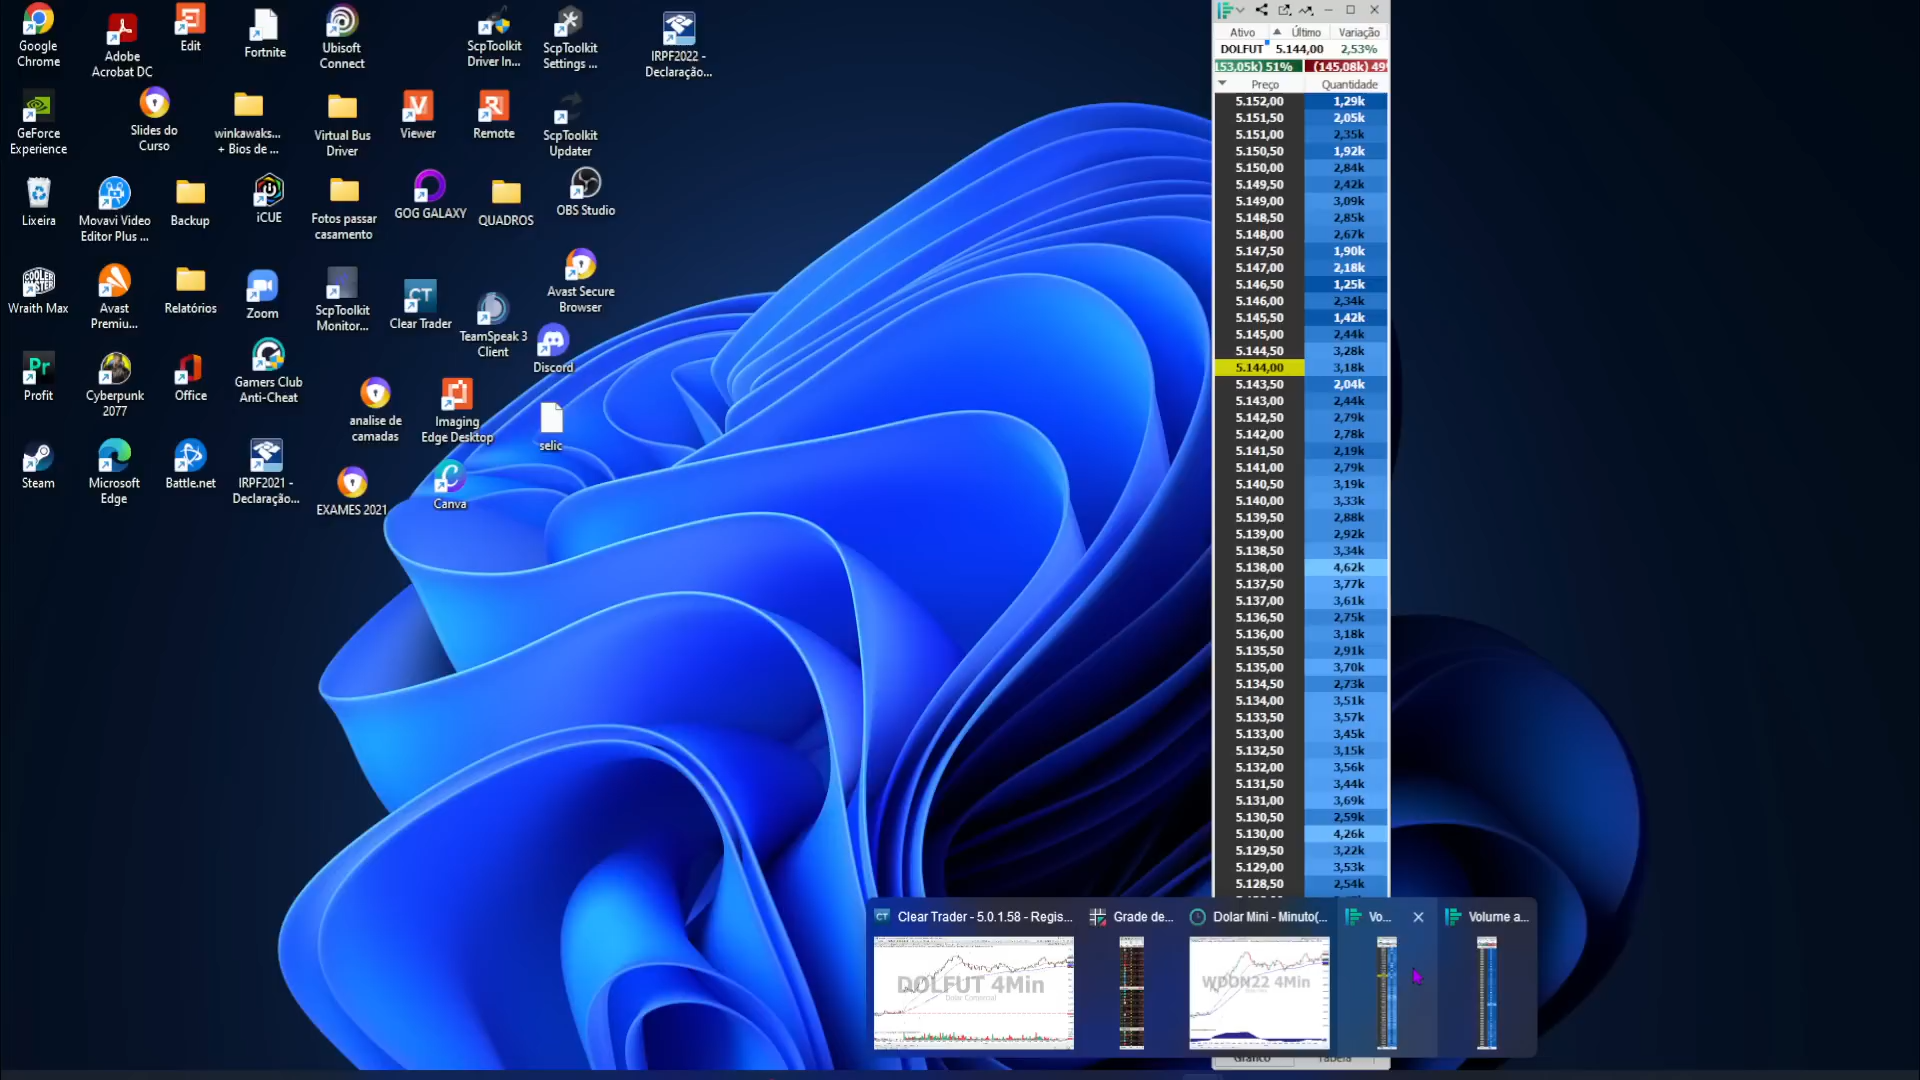 Google
Chrome
Adobe
Acrobat DC
Edit
Fortnite
Ubisoft
Connect
ScpToolkit
Driver In...
ScpToolkit
Settings ...
IRPF2022 -
Declaração...
GeForce
Experience
Slides do
Curso
winkawaks...
+ Bios de ...
Virtual Bus
Driver
Viewer
Remote
ScpToolkit
Updater
Lixeira
Movavi Video
Editor Plus ...
Backup
iCUE
Fotos passar
casamento
GOG GALAXY
QUADROS
OBS Studio
COOLER
MASTER
Wraith Max
Avast
Premiu...
Relatórios
Zoom
ScpToolkit
Monitor...
CT
Clear Trader
TeamSpeak 3
Client
Avast Secure
Browser
Discord
Pr
Profit
Cyberpunk
2077
Office
Gamers Club
Anti-Cheat
analise de
camadas
Imaging
Edge Desktop
selic
Steam
Microsoft
Edge
Battle.net
IRPF2021 -
Declaração...
EXAMES 2021
Canva
Ativo Último Variação
DOLFUT 5.144,00 2,53%
153,05k) 51% (145,08k) 49
Preço Quantidade
5.152,00 1,29k
5.151,50 2,05k
5.151,00 2,35k
5.150,50 1,92k
5.150,00 2,84k
5.149,50 2,42k
5.149,00 3,09k
5.148,50 2,85k
5.148,00 2,67k
5.147,50 1,90k
5.147,00 2,18k
5.146,50 1,25k
5.146,00 2,34k
5.145,50 1,42k
5.145,00 2,44k
5.144,50 3,28k
5.144,00 3,18k
5.143,50 2,04k
5.143,00 2,44k
5.142,50 2,79k
5.142,00 2,78k
5.141,50 2,19k
5.141,00 2,79k
5.140,50 3,19k
5.140,00 3,33k
5.139,50 2,88k
5.139,00 2,92k
5.138,50 3,34k
5.138,00 4,62k
5.137,50 3,77k
5.137,00 3,61k
5.136,50 2,75k
5.136,00 3,18k
5.135,50 2,91k
5.135,00 3,70k
5.134,50 2,73k
5.134,00 3,51k
5.133,50 3,57k
5.133,00 3,45k
5.132,50 3,15k
5.132,00 3,56k
5.131,50 3,44k
5.131,00 3,69k
5.130,50 2,59k
5.130,00 4,26k
5.129,50 3,22k
5.129,00 3,53k
5.128,50 2,54k
CT Clear Trader - 5.0.1.58 - Regis...
Grade de...
Dolar Mini - Minuto(...
Vo...
Volume a...
DOLFUT 4Min
Dolar Comercial
WDON22 4Min
Gráfico Tabela